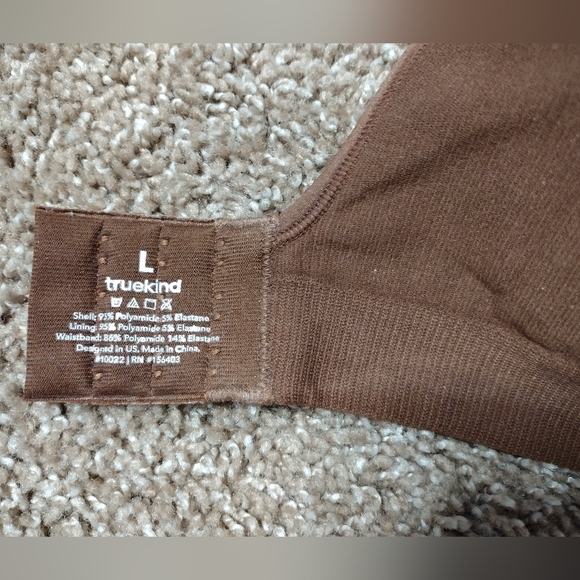 L
truekind
Shell: 95% Polyamide 5% Elastane
Lining: 95% Polyamide 5% Elastane
Waistband: 86% Polyamide 14% Elastane
Designed in US. Made in China.
#10022 | RN #156403